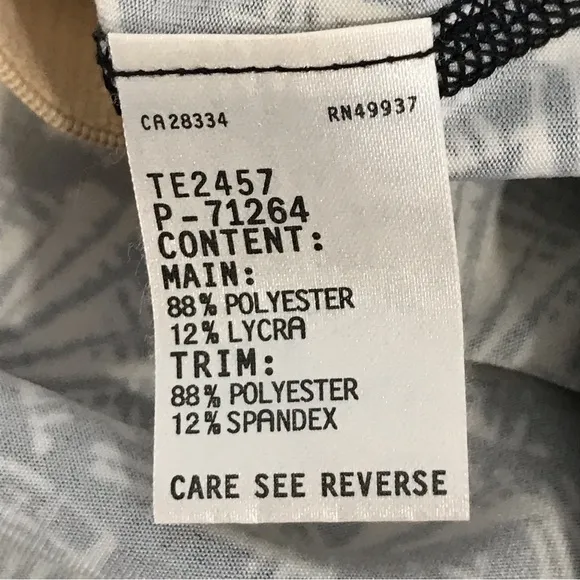 CA28334 RN49937
TE2457
P-71264
CONTENT:
MAIN:
88% POLYESTER
12% LYCRA
TRIM:
88% POLYESTER
12% SPANDEX
CARE SEE REVERSE